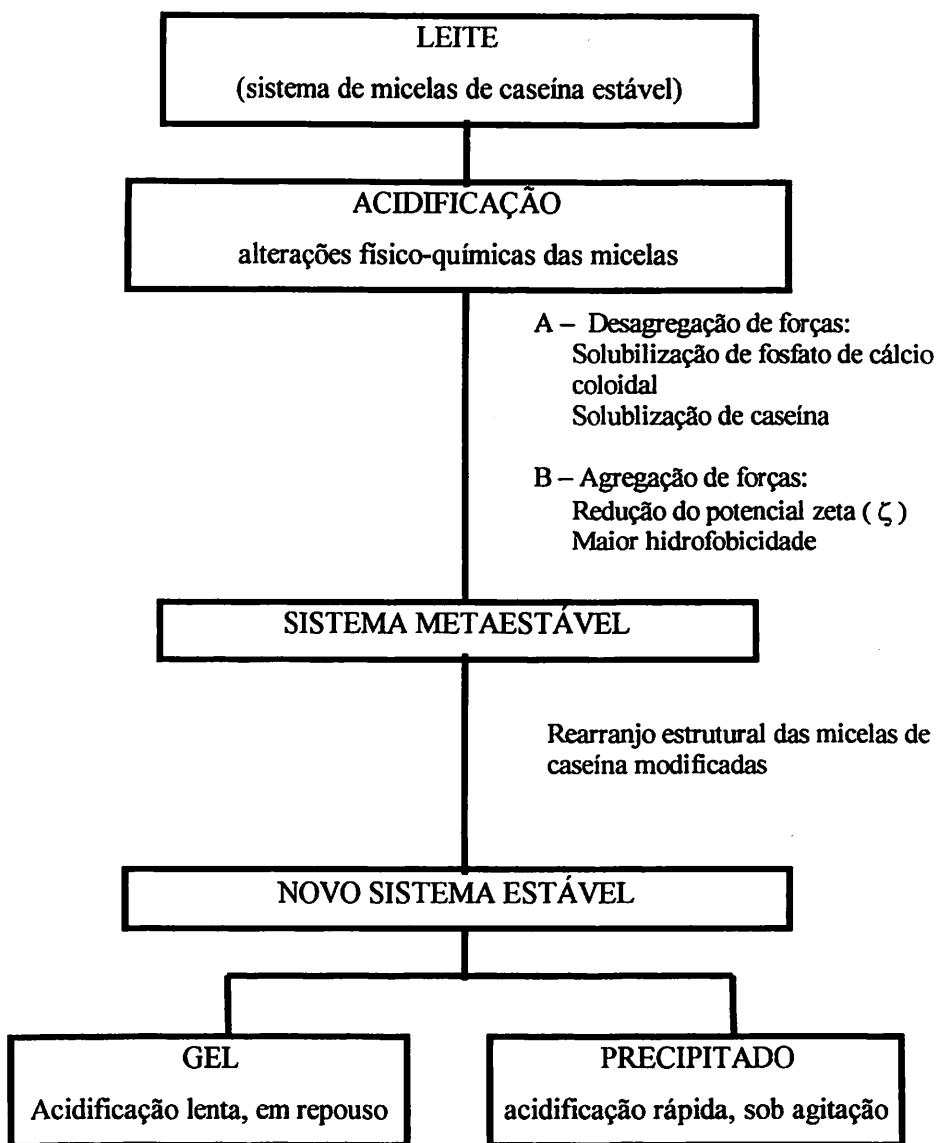 LEITE
(sistema de micelas de caseína estável)
ACIDIFICAÇÃO
alterações físico-químicas das micelas
A – Desagregação de forças:
Solubilização de fosfato de cálcio
coloidal
Solublização de caseína
B – Agregação de forças:
Redução do potencial zeta ( ζ )
Maior hidrofobicidade
SISTEMA METAESTÁVEL
Rearranjo estrutural das micelas de
caseína modificadas
NOVO SISTEMA ESTÁVEL
GEL
Acidificação lenta, em repouso
PRECIPITADO
acidificação rápida, sob agitação